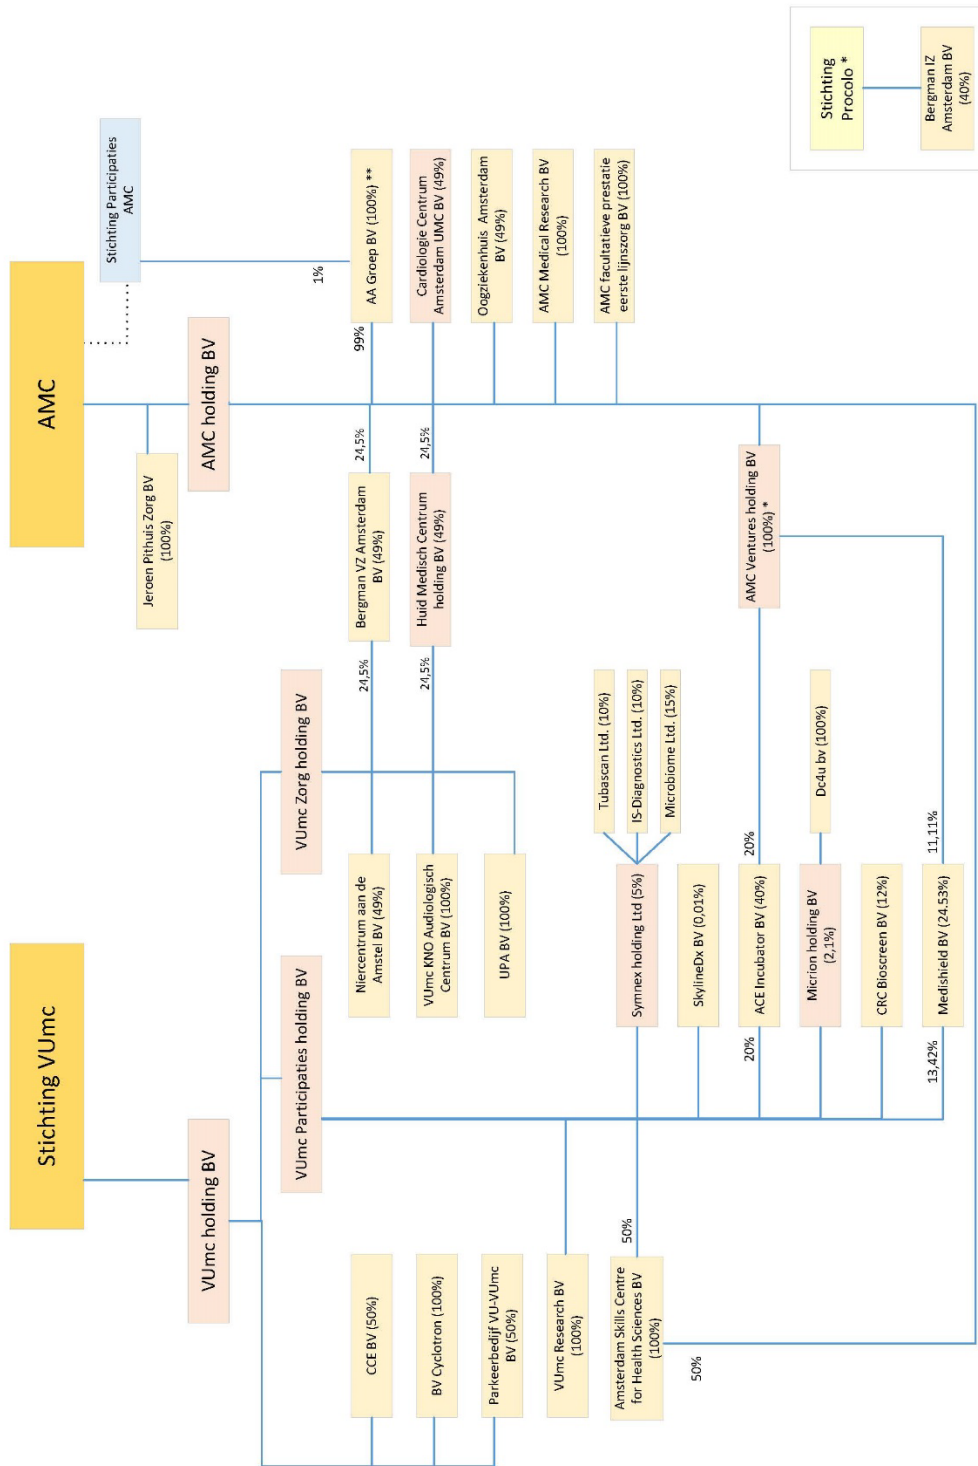 Stichting VUmc
AMC
Stichting Participaties
AMC
VUmc holding BV
Jeroen Pithuis Zorg BV
(100%)
AMC holding BV
1%
VUmc Participaties holding BV
VUmc Zorg holding BV
CCE BV (50%)
BV Cyclotron (100%)
Parkeerbedijf VU-VUmc
BV (50%)
VUmc Research BV
(100%)
Amsterdam Skills Centre
for Health Sciences BV
(100%)
50%
50%
Niercentrum aan de
Amstel BV (49%)
VUmc KNO Audiologisch
Centrum BV (100%)
UPA BV (100%)
24,5%
Bergman VZ Amsterdam
BV (49%)
24,5%
24,5%
Huid Medisch Centrum
holding BV (49%)
24,5%
99%
AA Groep BV (100%) **
Cardiologie Centrum
Amsterdam UMC BV (49%)
Oogziekenhuis Amsterdam
BV (49%)
AMC Medical Research BV
(100%)
AMC facultatieve prestatie
eerste lijnszorg BV (100%)
Symnex holding Ltd (5%)
Tubascan Ltd. (10%)
IS-Diagnostics Ltd. (10%)
Microbiome Ltd. (15%)
SkylineDx BV (0,01%)
20%
ACE Incubator BV (40%)
20%
AMC Ventures holding BV
(100%) *
Micrion holding BV
(2,1%)
Dc4u bv (100%)
CRC Bioscreen BV (12%)
13,42%
Medishield BV (24.53%)
11,11%
Stichting
Procolo *
Bergman IZ
Amsterdam BV
(40%)